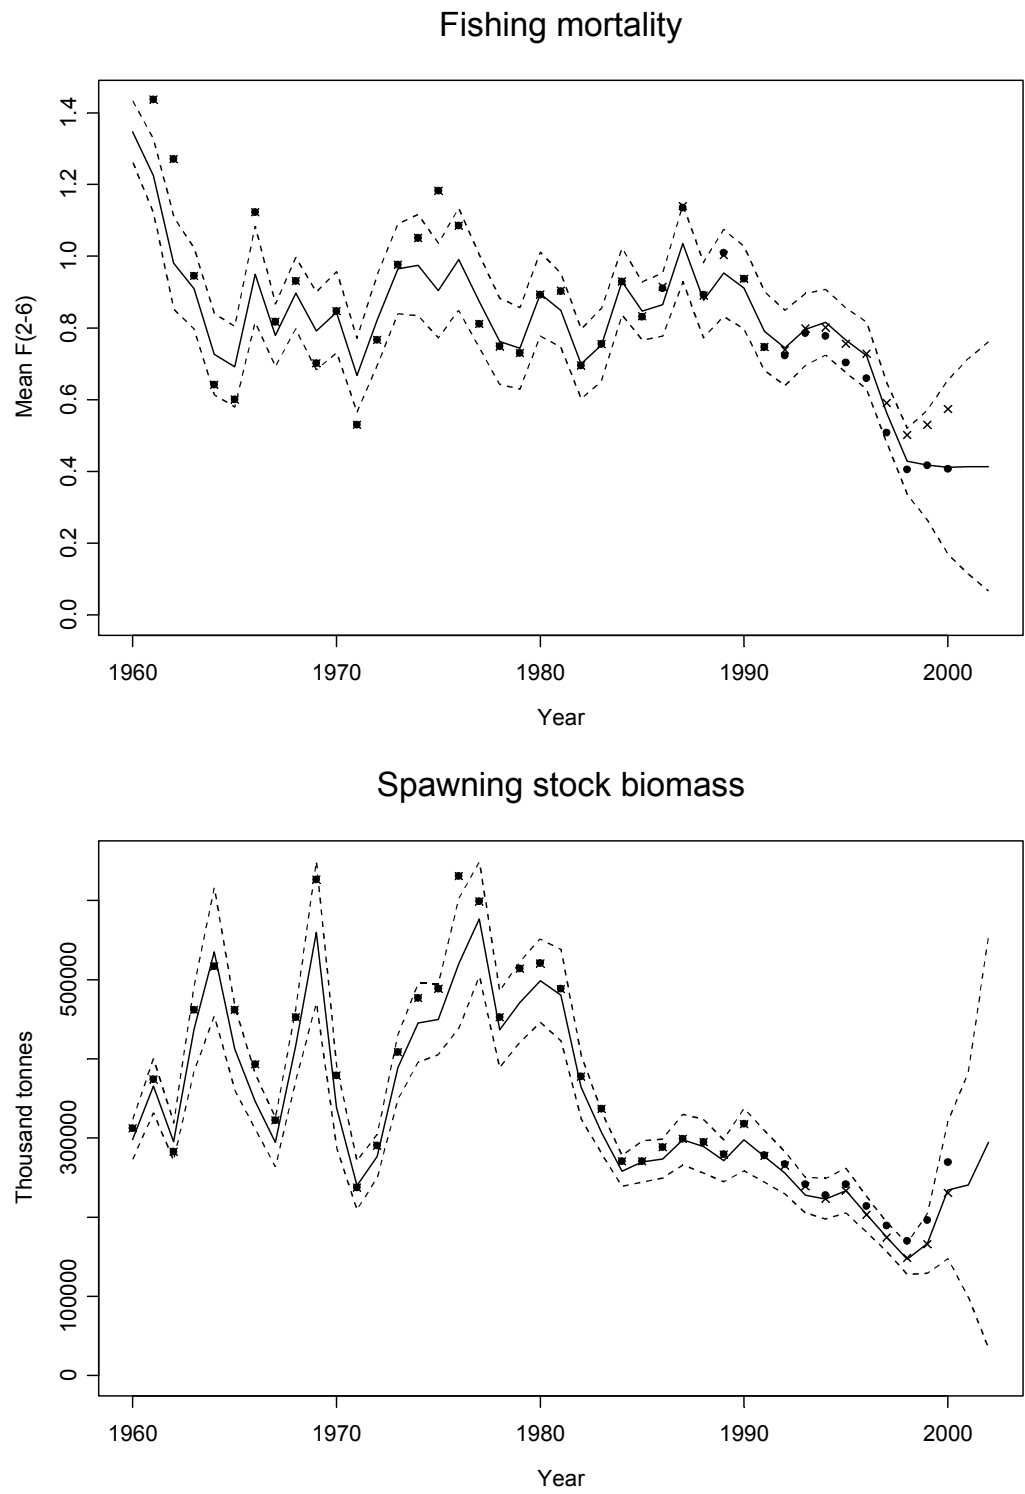 Fishing mortality
Mean F(2-6)
1.4
1.2
1.0
0.8
0.6
0.4
0.2
0.0
1960 1970 1980 1990 2000
Year
Spawning stock biomass
Thousand tonnes
500000
300000
100000
0
1960 1970 1980 1990 2000
Year